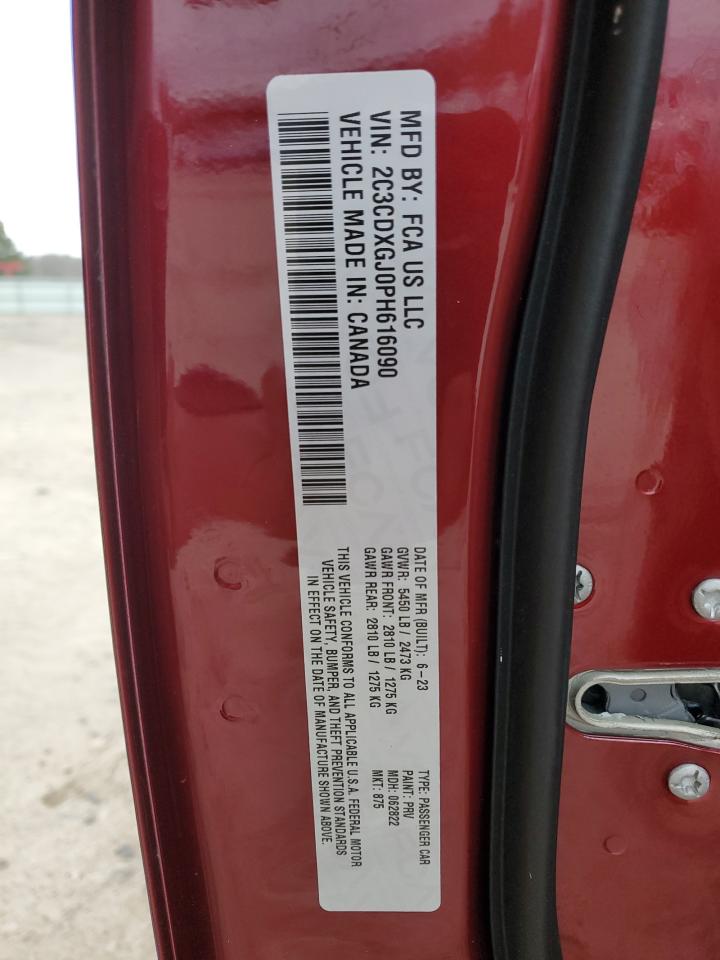 MFD BY: FCA US LLC
VIN: 2C3CDXGJ0PH616090
VEHICLE MADE IN: CANADA
DATE OF MFR (BUILT): 6-23
GVWR: 5450 LB / 2473 KG
GAWR FRONT: 2810 LB / 1275 KG
GAWR REAR: 2810 LB / 1275 KG
THIS VEHICLE CONFORMS TO ALL APPLICABLE U.S.A. FEDERAL MOTOR
VEHICLE SAFETY, BUMPER, AND THEFT PREVENTION STANDARDS
IN EFFECT ON THE DATE OF MANUFACTURE SHOWN ABOVE.
TYPE: PASSENGER CAR
PAINT: PRV
MDH: 062822
MKT: 875